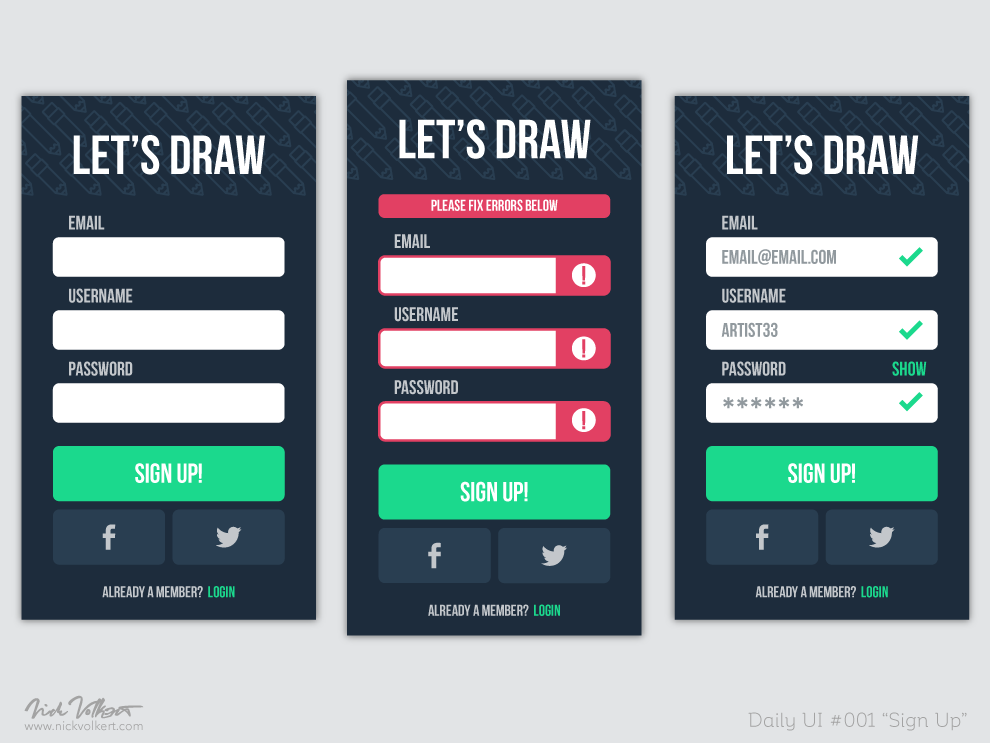 LET'S DRAW
EMAIL
USERNAME
PASSWORD
SIGN UP!
f
ALREADY A MEMBER? LOGIN
LET'S DRAW
PLEASE FIX ERRORS BELOW
EMAIL
!
USERNAME
!
PASSWORD
!
SIGN UP!
f
ALREADY A MEMBER? LOGIN
LET'S DRAW
EMAIL
EMAIL@EMAIL.COM
USERNAME
ARTIST33
PASSWORD SHOW
******
SIGN UP!
f
ALREADY A MEMBER? LOGIN
Nick Volkert
www.nickvolkert.com
Daily UI #001 “Sign Up”